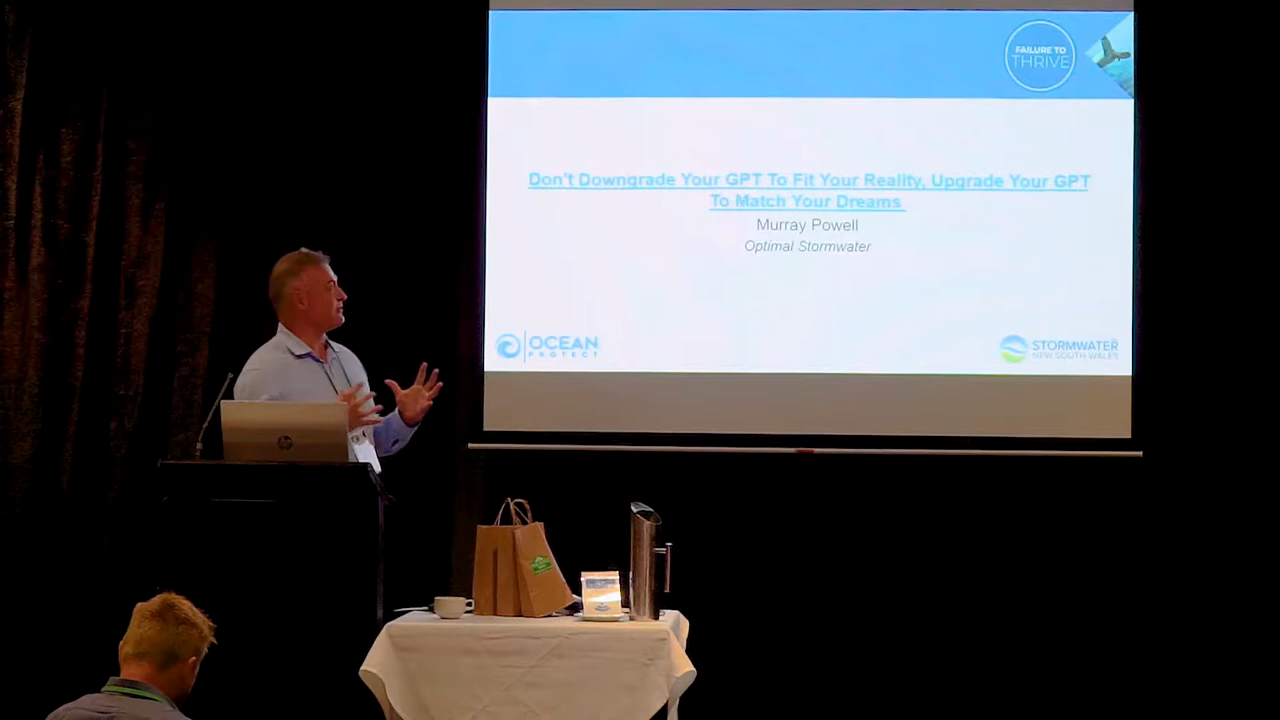 FAILURE TO
THRIVE
Don't Downgrade Your GPT To Fit Your Reality, Upgrade Your GPT
To Match Your Dreams
Murray Powell
Optimal Stormwater
OCEAN
PROTECT
STORMWATER
NEW SOUTH WALES
hp